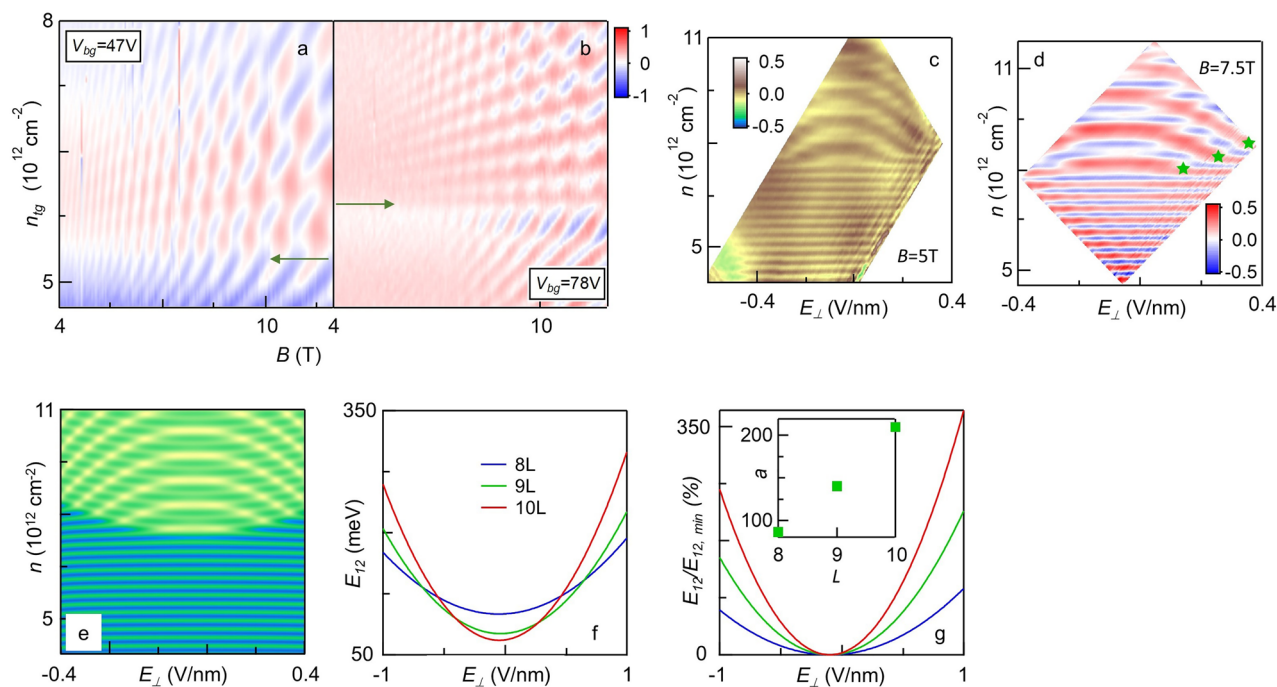 8
V_bg=47V
a
b
1
0
-1
n_tg (10^12 cm^-2)
5
V_bg=78V
4
10
4
10
B (T)
11
c
0.5
0.0
-0.5
n (10^12 cm^-2)
5
B=5T
-0.4
0.4
E_⊥ (V/nm)
11
d
B=7.5T
n (10^12 cm^-2)
0.5
0.0
-0.5
5
-0.4
0.4
E_⊥ (V/nm)
11
n (10^12 cm^-2)
5
e
-0.4
0.4
E_⊥ (V/nm)
350
8L
9L
10L
E_12 (meV)
f
50
-1
1
E_⊥ (V/nm)
350
200
a
100
8
9
10
L
E_12/E_12, min (%)
g
0
-1
1
E_⊥ (V/nm)